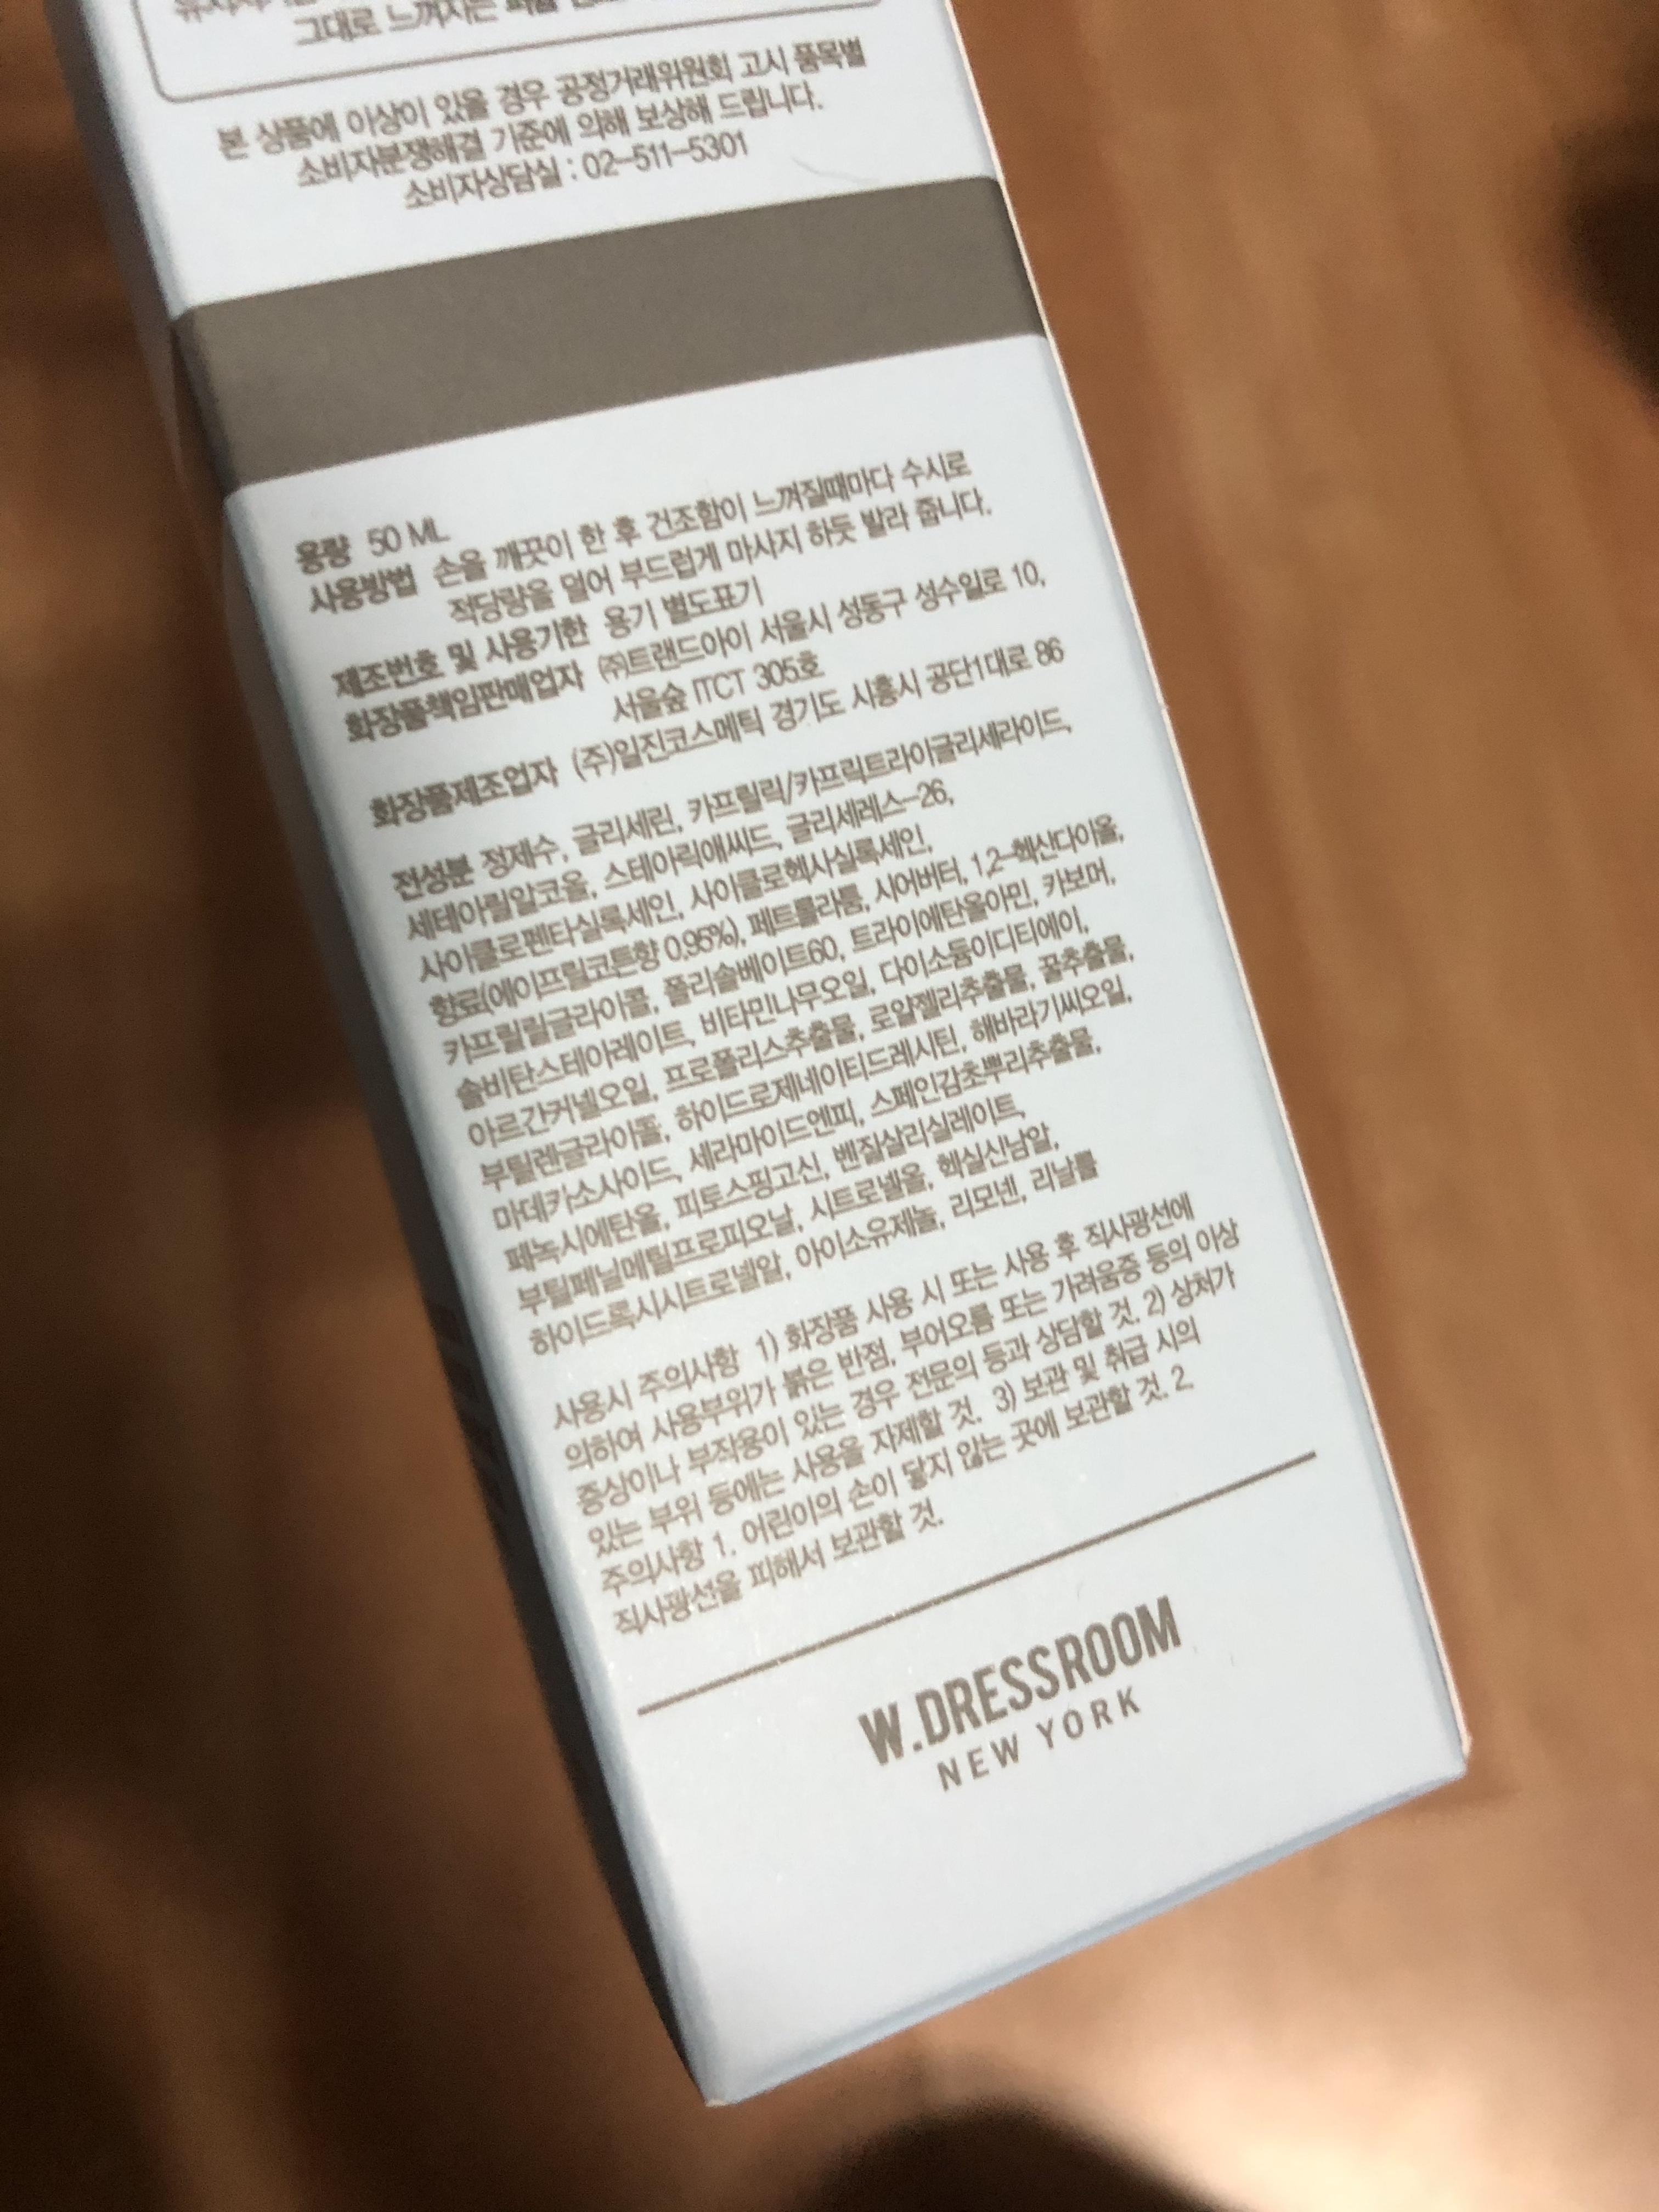 그대로 느껴지는
본 상품에 이상이 있을 경우 공정거래위원회 고시 품목별
소비자분쟁해결 기준에 의해 보상해 드립니다.
소비자상담실 : 02-511-5301
용량 50 ML
사용방법 손을 깨끗이 한 후 건조함이 느껴질때마다 수시로
적당량을 덜어 부드럽게 마사지 하듯 발라 줍니다.
제조번호 및 사용기한 용기 별도표기
화장품책임판매업자 ㈜트랜드아이 서울시 성동구 성수일로 10,
서울숲 ITCT 305호
화장품제조업자 (주)일진코스메틱 경기도 시흥시 공단1대로 86
전성분 정제수, 글리세린, 카프릴릭/카프릭트라이글리세라이드,
세테아릴알코올, 스테아릭애씨드, 글리세레스-26,
사이클로펜타실록세인, 사이클로헥사실록세인,
향료(에이프릴코튼향 0.95%), 페트롤라툼, 시어버터, 1,2-헥산다이올,
카프릴릴글라이콜, 폴리솔베이트60, 트라이에탄올아민, 카보머,
솔비탄스테아레이트, 비타민나무오일, 다이소듐이디티에이,
아르간커넬오일, 프로폴리스추출물, 로얄젤리추출물, 꿀추출물,
부틸렌글라이콜, 하이드로제네이티드레시틴, 해바라기씨오일,
마데카소사이드, 세라마이드엔피, 스페인감초뿌리추출물,
페녹시에탄올, 피토스핑고신, 벤질살리실레이트,
부틸페닐메틸프로피오날, 시트로넬올, 헥실신남알,
하이드록시시트로넬알, 아이소유제놀, 리모넨, 리날룰
사용시 주의사항 1) 화장품 사용 시 또는 사용 후 직사광선에
의하여 사용부위가 붉은 반점, 부어오름 또는 가려움증 등의 이상
증상이나 부작용이 있는 경우 전문의 등과 상담할 것. 2) 상처가
있는 부위 등에는 사용을 자제할 것. 3) 보관 및 취급 시의
주의사항 1. 어린이의 손이 닿지 않는 곳에 보관할 것. 2.
직사광선을 피해서 보관할 것.
W.DRESSROOM
NEW YORK